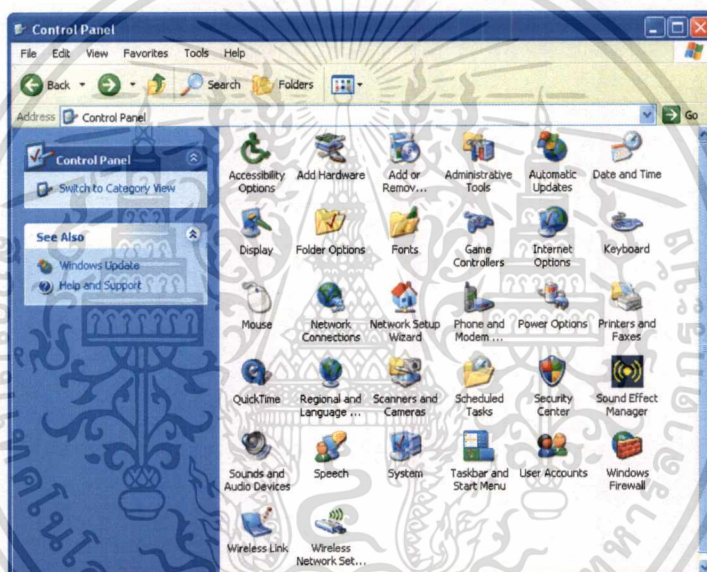 Control Panel
File Edit View Favorites Tools Help
Back Search Folders
Address Control Panel Go
Control Panel
Switch to Category View
See Also
Windows Update
Help and Support
Accessibility Options
Add Hardware
Add or Remov...
Administrative Tools
Automatic Updates
Date and Time
Display
Folder Options
Fonts
Game Controllers
Internet Options
Keyboard
Mouse
Network Connections
Network Setup Wizard
Phone and Modem ...
Power Options
Printers and Faxes
QuickTime
Regional and Language ...
Scanners and Cameras
Scheduled Tasks
Security Center
Sound Effect Manager
Sounds and Audio Devices
Speech
System
Taskbar and Start Menu
User Accounts
Windows Firewall
Wireless Link
Wireless Network Set...